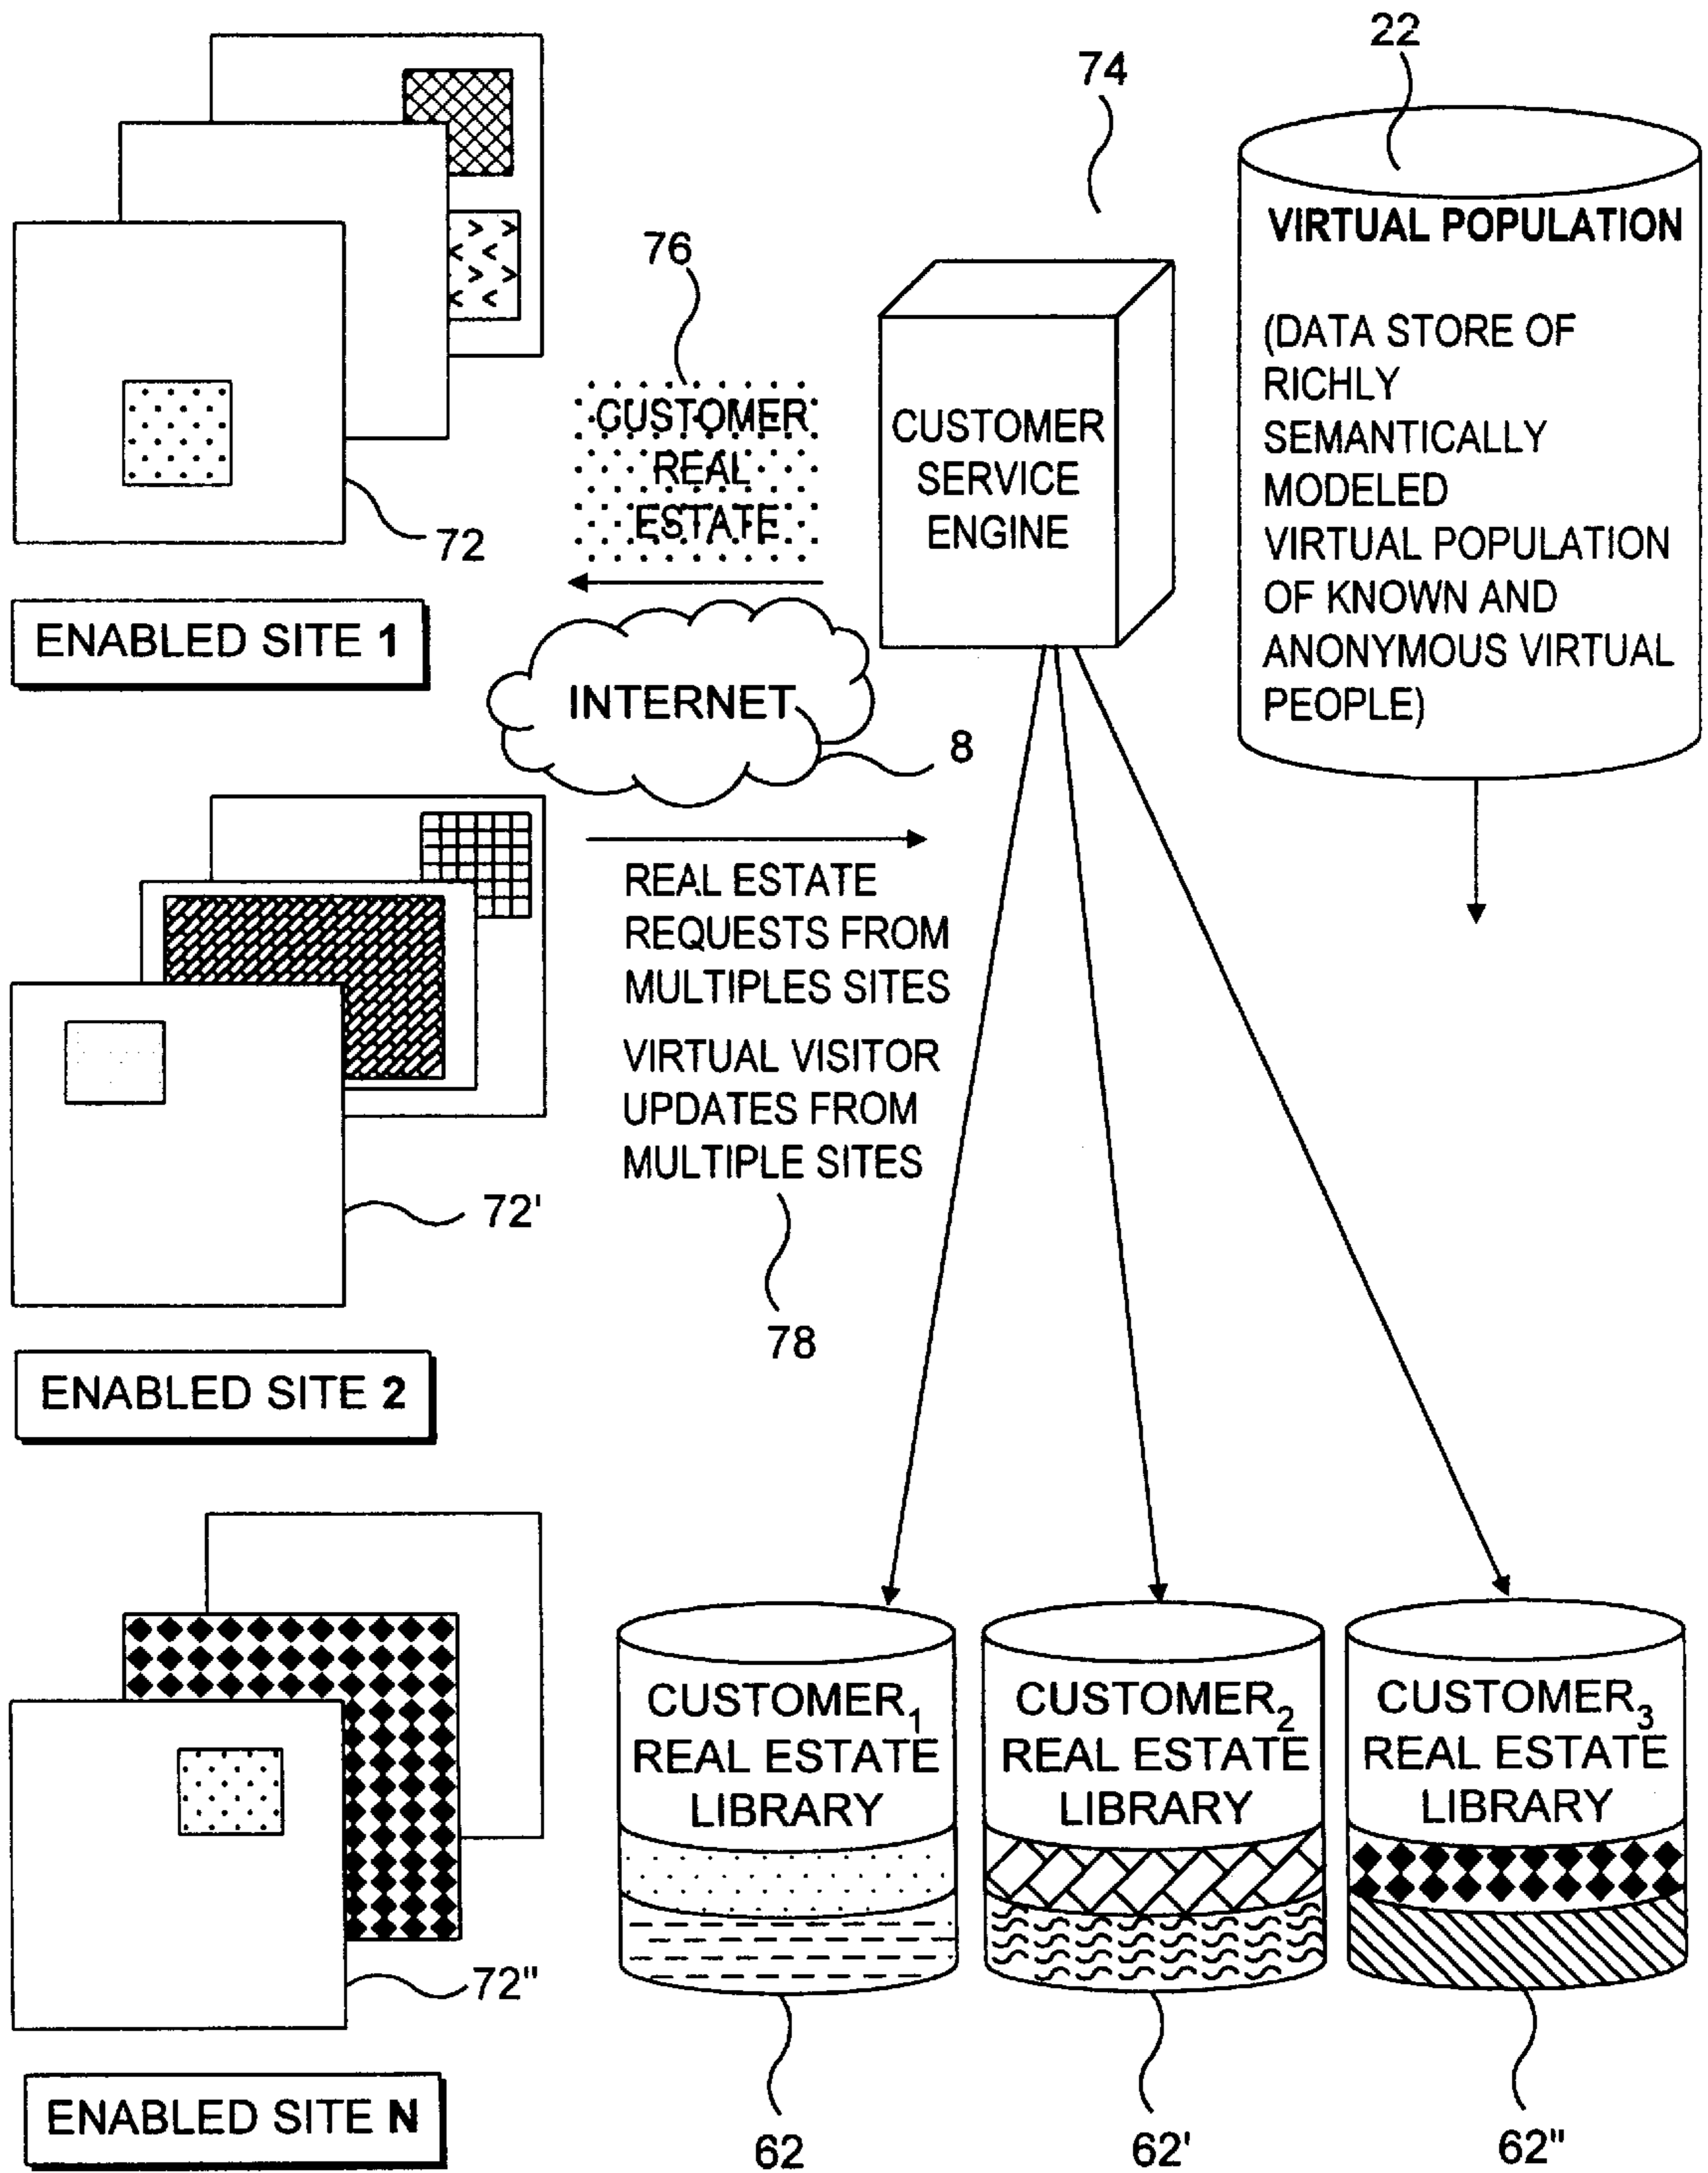 22
74
VIRTUAL POPULATION
(DATA STORE OF
RICHLY
SEMANTICALLY
MODELED
VIRTUAL POPULATION
OF KNOWN AND
ANONYMOUS VIRTUAL
PEOPLE)
76
CUSTOMER
REAL
ESTATE
CUSTOMER
SERVICE
ENGINE
72
ENABLED SITE 1
INTERNET
8
REAL ESTATE
REQUESTS FROM
MULTIPLES SITES
VIRTUAL VISITOR
UPDATES FROM
MULTIPLE SITES
78
72'
ENABLED SITE 2
CUSTOMER1
REAL ESTATE
LIBRARY
CUSTOMER2
REAL ESTATE
LIBRARY
CUSTOMER3
REAL ESTATE
LIBRARY
72"
ENABLED SITE N
62
62'
62"